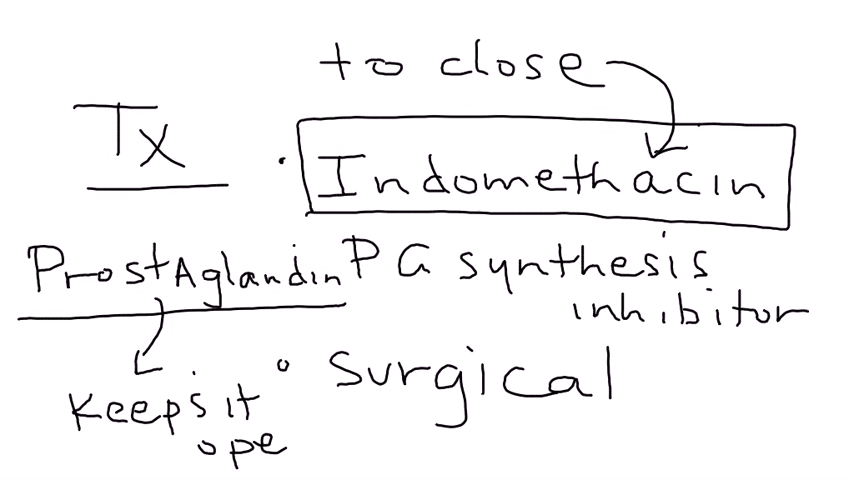 to close
Tx · Indomethacin
ProstAglandin PG synthesis
inhibitor
Keeps it
ope
° Surgical